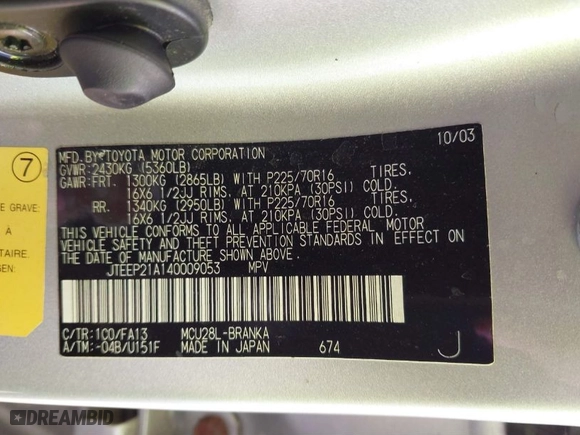 10/03
MFD. BY: TOYOTA MOTOR CORPORATION
GVWR: 2430KG (5360LB)
GAWR: FRT. 1300KG (2865LB) WITH P225/70R16 TIRES,
16X6 1/2JJ RIMS, AT 210KPA (30PSI) COLD.
RR. 1340KG (2950LB) WITH P225/70R16 TIRES,
16X6 1/2JJ RIMS, AT 210KPA (30PSI) COLD.
THIS VEHICLE CONFORMS TO ALL APPLICABLE FEDERAL MOTOR
VEHICLE SAFETY AND THEFT PREVENTION STANDARDS IN EFFECT ON
THE DATE OF MANUFACTURE SHOWN ABOVE.
JTEEP21A140009053 MPV
C/TR: 1C0/FA13 MCU28L-BRANKA
A/TM: -04B/U151F MADE IN JAPAN 674 J
7
E GRAVE:
À
TAIRE.
GEN:
DREAMBID